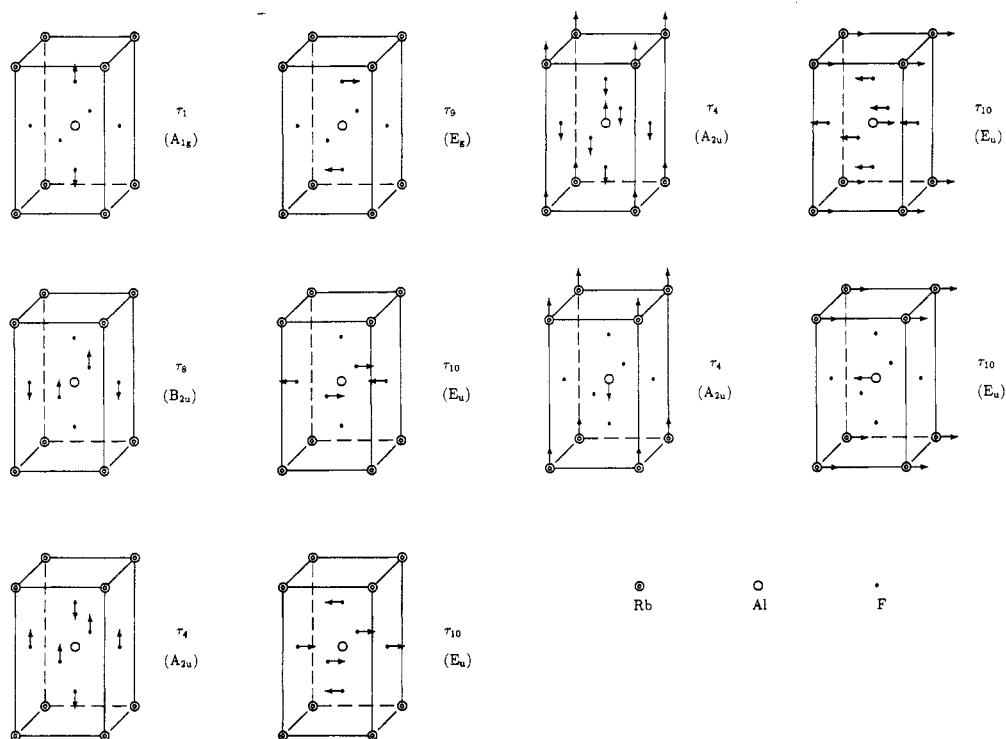 τ₁
(A₁g)
τ₉
(Eg)
τ₄
(A₂u)
τ₁₀
(Eu)
τ₈
(B₂u)
τ₁₀
(Eu)
τ₄
(A₂u)
τ₁₀
(Eu)
τ₄
(A₂u)
τ₁₀
(Eu)
Rb
Al
F